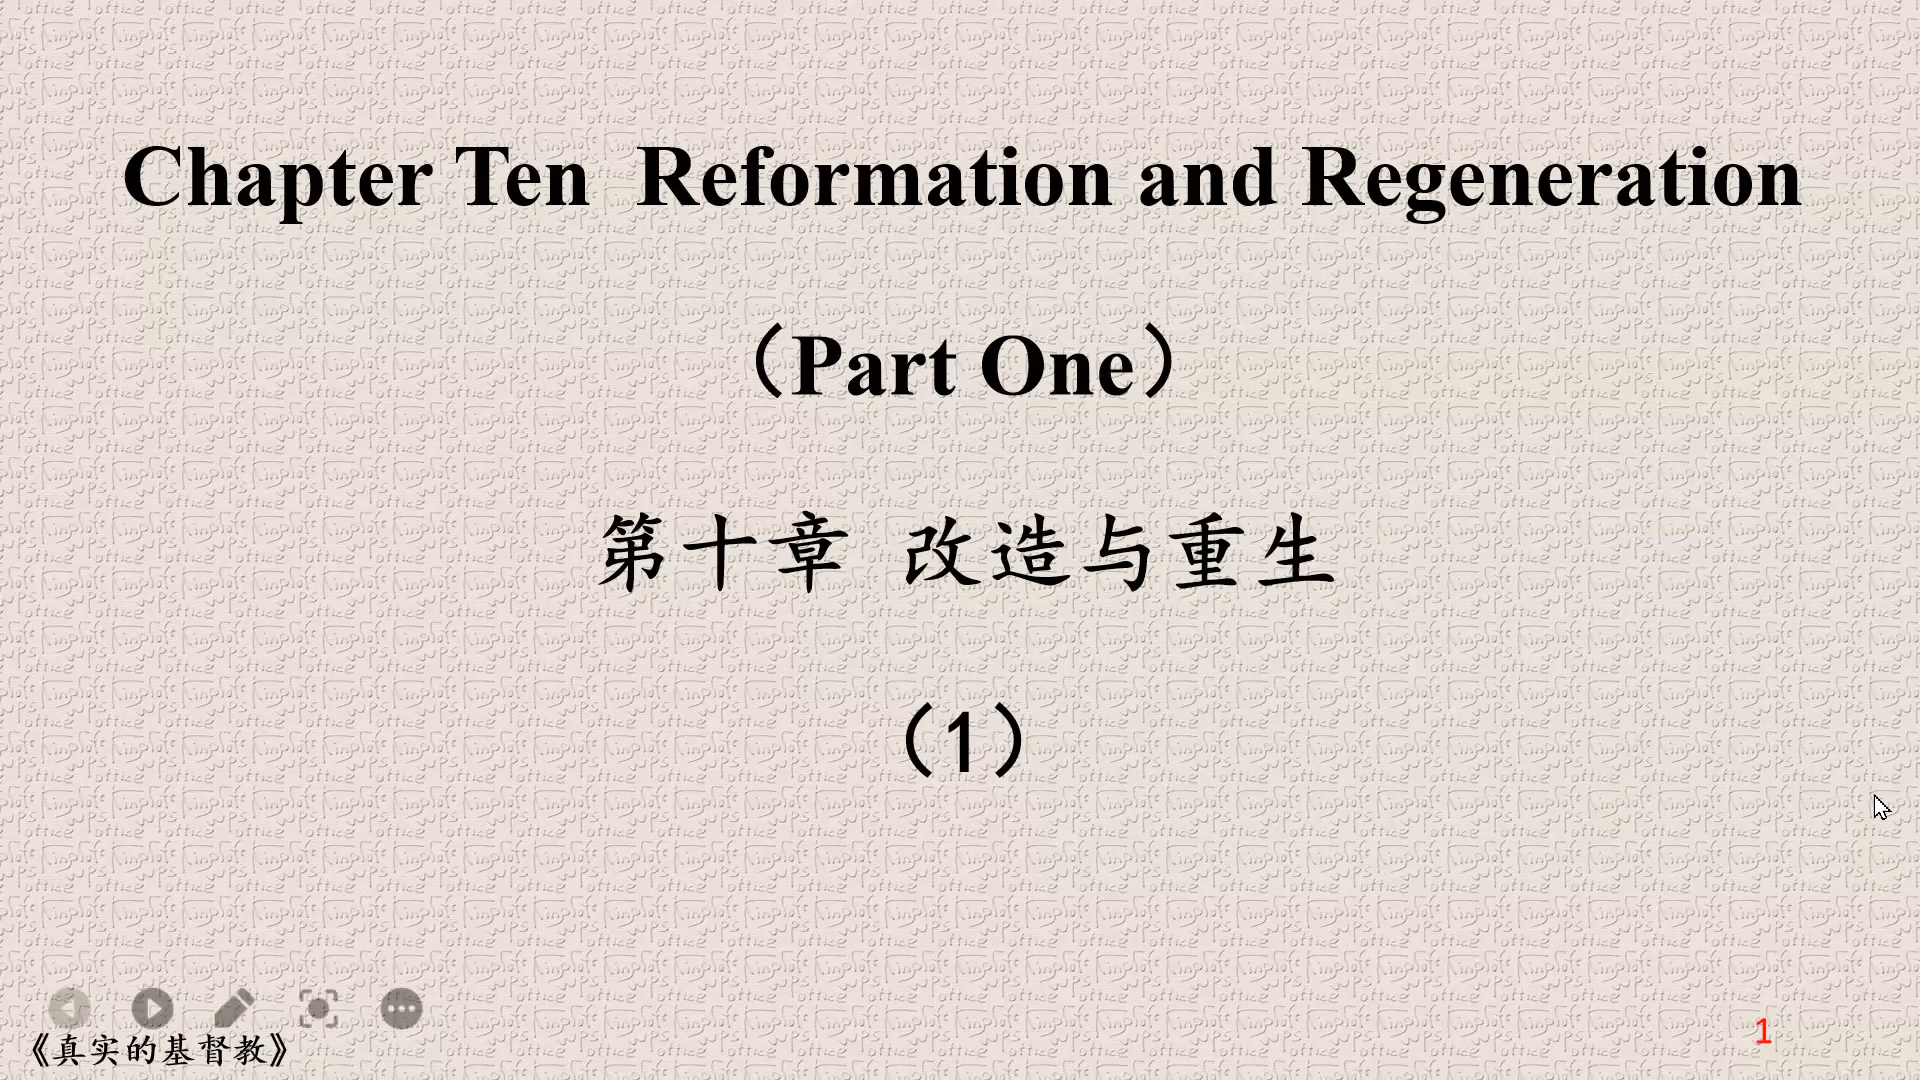 Chapter Ten  Reformation and Regeneration
（Part One）
第十章 改造与重生
（1）
《真实的基督教》
1